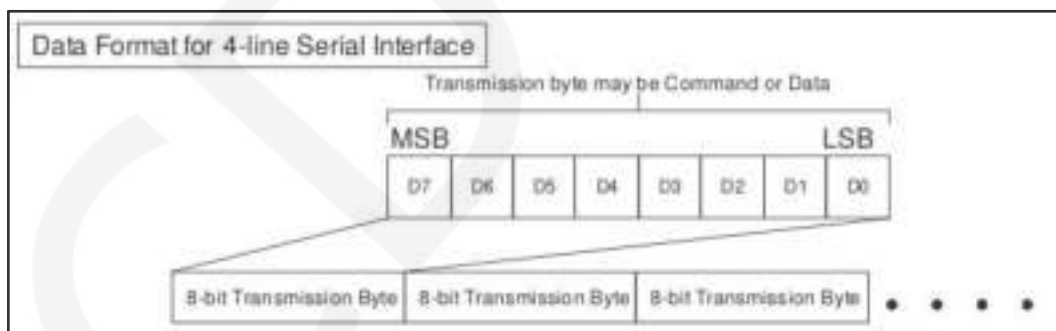 Data Format for 4-line Serial Interface
Transmission byte may be Command or Data
MSB LSB
D7 D6 D5 D4 D3 D2 D1 D0
8-bit Transmission Byte 8-bit Transmission Byte 8-bit Transmission Byte